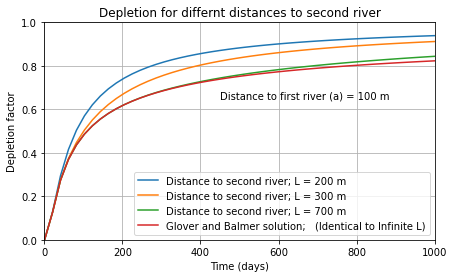 Depletion for differnt distances to second river
1.0
0.8
0.6
0.4
0.2
0.0
Depletion factor
Distance to first river (a) = 100 m
Distance to second river; L = 200 m
Distance to second river; L = 300 m
Distance to second river; L = 700 m
Glover and Balmer solution;   (Identical to Infinite L)
0 200 400 600 800 1000
Time (days)